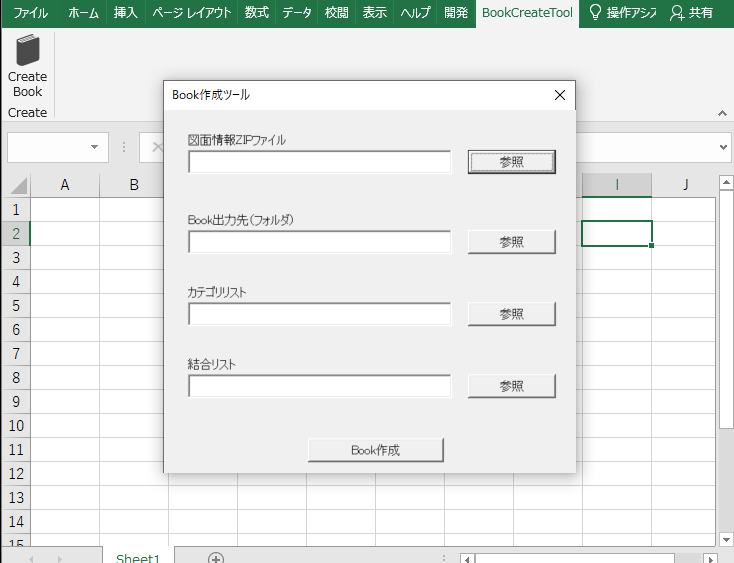 ファイル ホーム 挿入 ページ レイアウト 数式 データ 校閲 表示 ヘルプ 開発 BookCreateTool 操作アシス 共有
Create
Book
Create
Book作成ツール
図面情報ZIPファイル
参照
Book出力先(フォルダ)
参照
カテゴリリスト
参照
結合リスト
参照
Book作成
A B I J
1
2
3
4
5
6
7
8
9
10
11
12
13
14
15
Sheet1